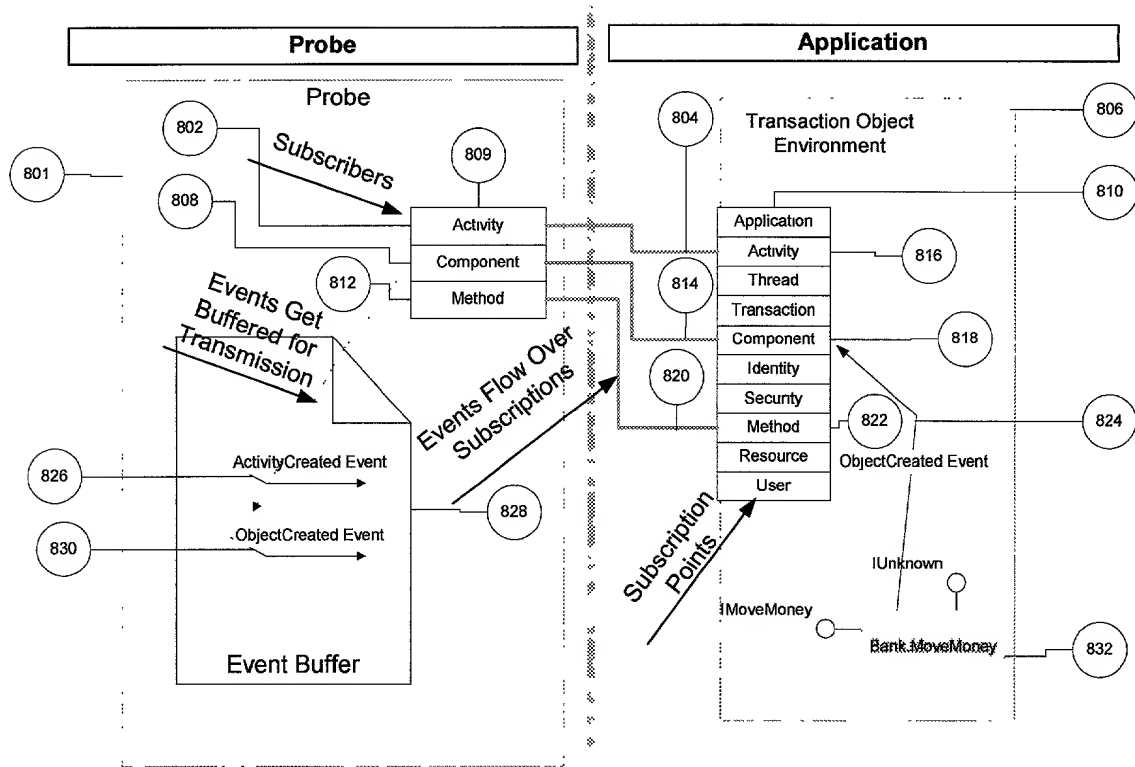 Probe
Application
Probe
802
Subscribers
809
804
Transaction Object
Environment
806
801
808
810
Activity
Component
Method
Application
Activity
Thread
Transaction
Component
Identity
Security
Method
Resource
User
816
812
814
818
Events Get
Buffered for
Transmission
Events Flow Over
Subscriptions
820
822
824
ObjectCreated Event
826
ActivityCreated Event
828
830
ObjectCreated Event
Subscription
Points
IUnknown
IMoveMoney
Bank.MoveMoney
832
Event Buffer